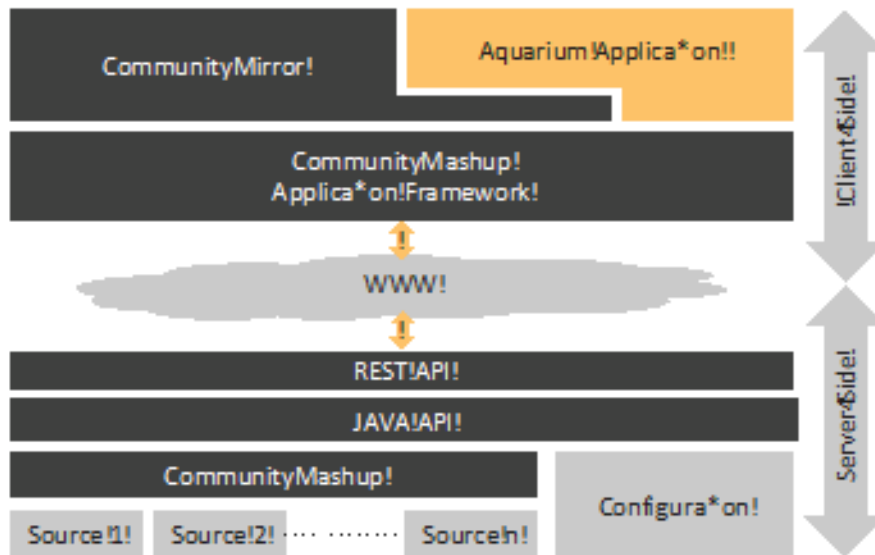 CommunityMirror!
Aquarium!Applica*on!!
CommunityMashup!
Applica*on!Framework!
!
WWW!
!
REST!API!
JAVA!API!
CommunityMashup!
Configura*on!
Source!1!
Source!2!
Source!n!
!Client4Side!
Server4Side!